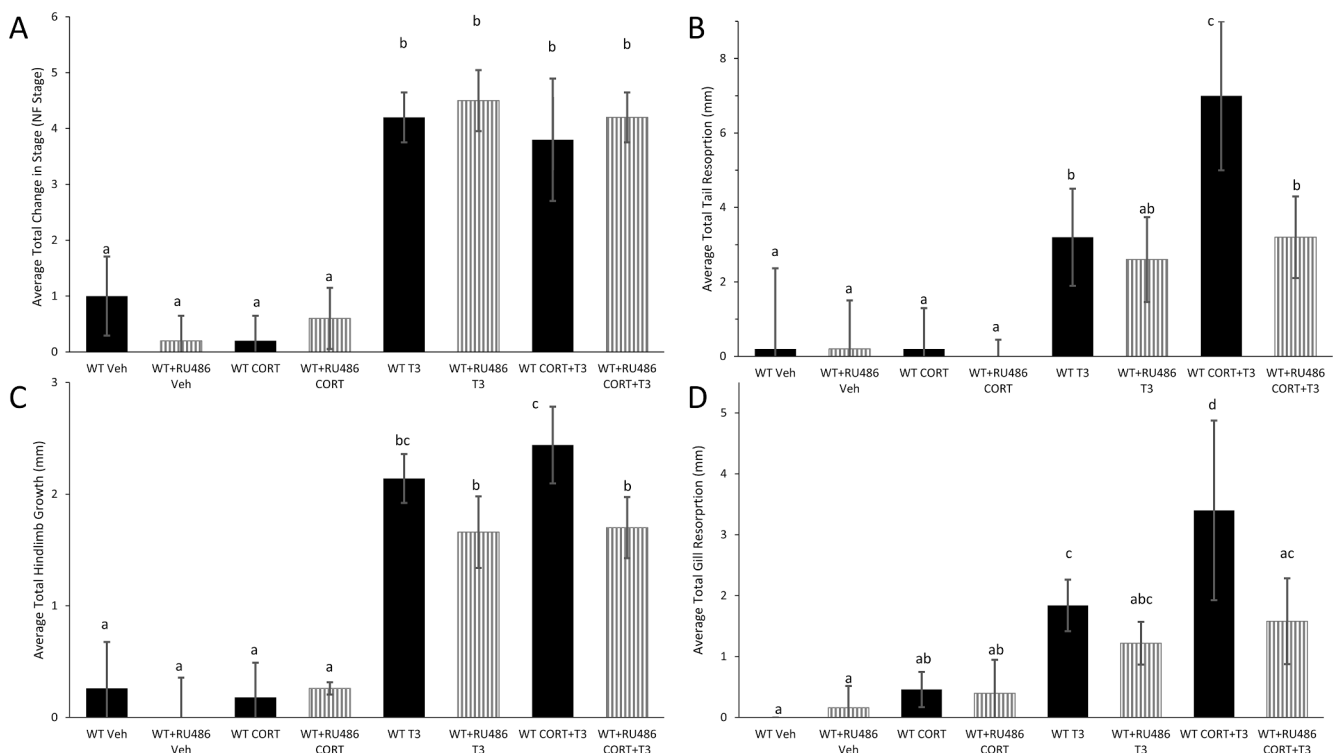 A
Average Total Change in Stage (NF Stage)
6
5
4
3
2
1
0
a
a
a
a
b
b
b
b
WT Veh
WT+RU486
Veh
WT CORT
WT+RU486
CORT
WT T3
WT+RU486
T3
WT CORT+T3
WT+RU486
CORT+T3
B
Average Total Tail Resoprtion (mm)
8
6
4
2
0
a
a
a
a
b
ab
c
b
WT Veh
WT+RU486
Veh
WT CORT
WT+RU486
CORT
WT T3
WT+RU486
T3
WT CORT+T3
WT+RU486
CORT+T3
C
Average Total Hindlimb Growth (mm)
3
2
1
0
a
a
a
a
bc
b
c
b
WT Veh
WT+RU486
Veh
WT CORT
WT+RU486
CORT
WT T3
WT+RU486
T3
WT CORT+T3
WT+RU486
CORT+T3
D
Average Total Gill Resorprtion (mm)
5
4
3
2
1
0
a
a
ab
ab
c
abc
d
ac
WT Veh
WT+RU486
Veh
WT CORT
WT+RU486
CORT
WT T3
WT+RU486
T3
WT CORT+T3
WT+RU486
CORT+T3